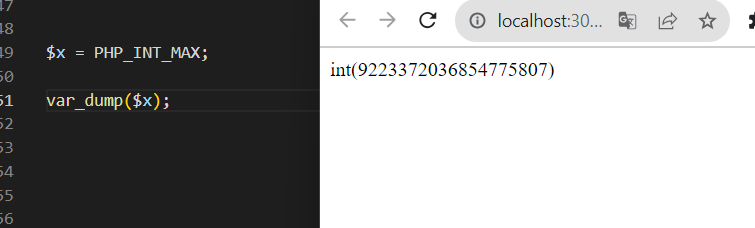 47
48
49 $x = PHP_INT_MAX;
50
51 var_dump($x);
52
53
54
55
56
localhost:30...
int(9223372036854775807)